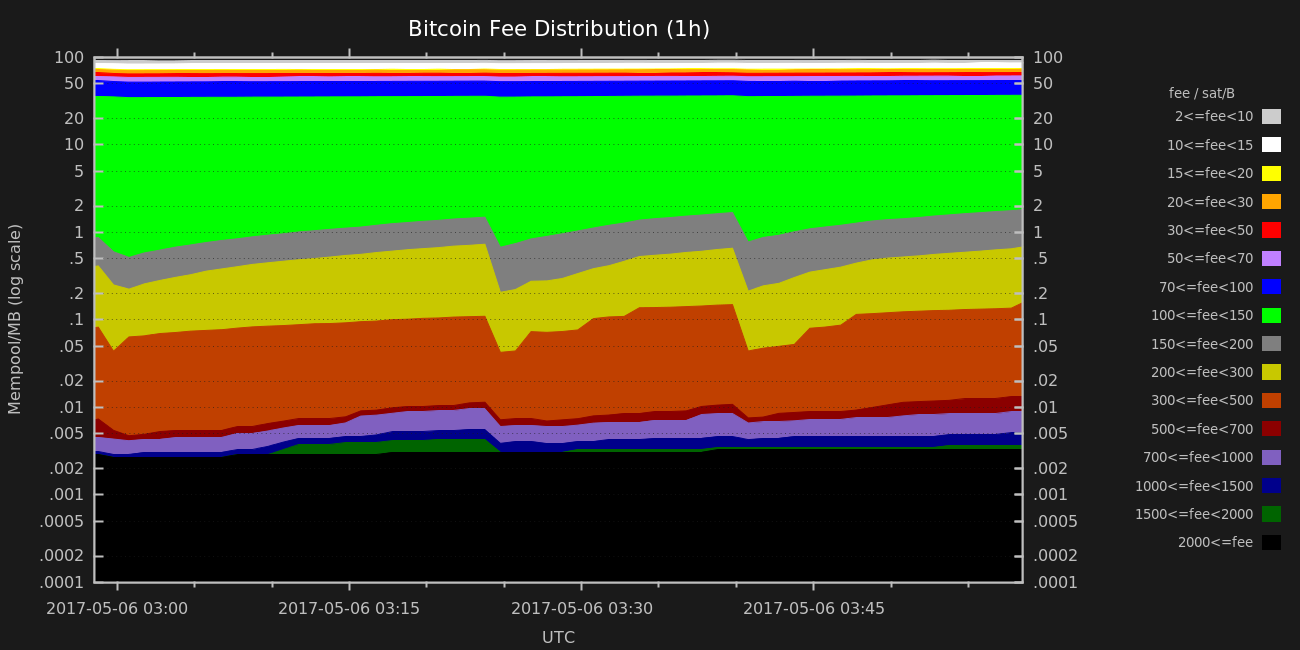 Bitcoin Fee Distribution (1h)
Mempool/MB (log scale)
100
50
20
10
5
2
1
.5
.2
.1
.05
.02
.01
.005
.002
.001
.0005
.0002
.0001
100
50
20
10
5
2
1
.5
.2
.1
.05
.02
.01
.005
.002
.001
.0005
.0002
.0001
2017-05-06 03:00
2017-05-06 03:15
2017-05-06 03:30
2017-05-06 03:45
UTC
fee / sat/B
2<=fee<10
10<=fee<15
15<=fee<20
20<=fee<30
30<=fee<50
50<=fee<70
70<=fee<100
100<=fee<150
150<=fee<200
200<=fee<300
300<=fee<500
500<=fee<700
700<=fee<1000
1000<=fee<1500
1500<=fee<2000
2000<=fee